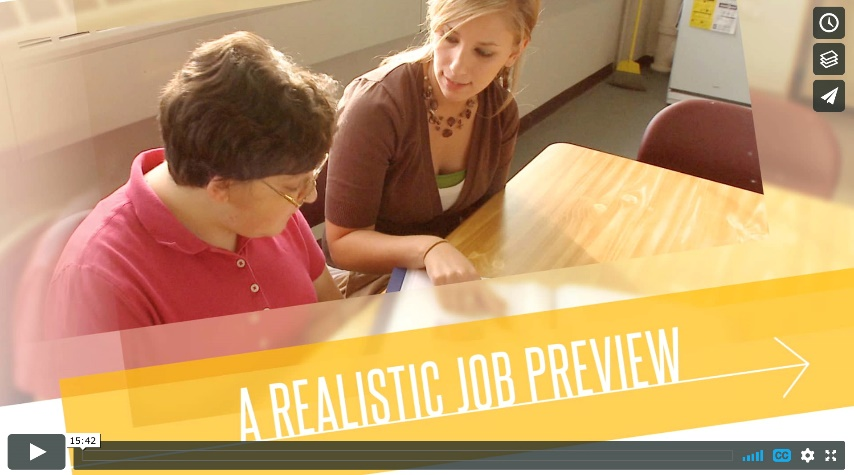 A REALISTIC JOB PREVIEW
15:42
CC